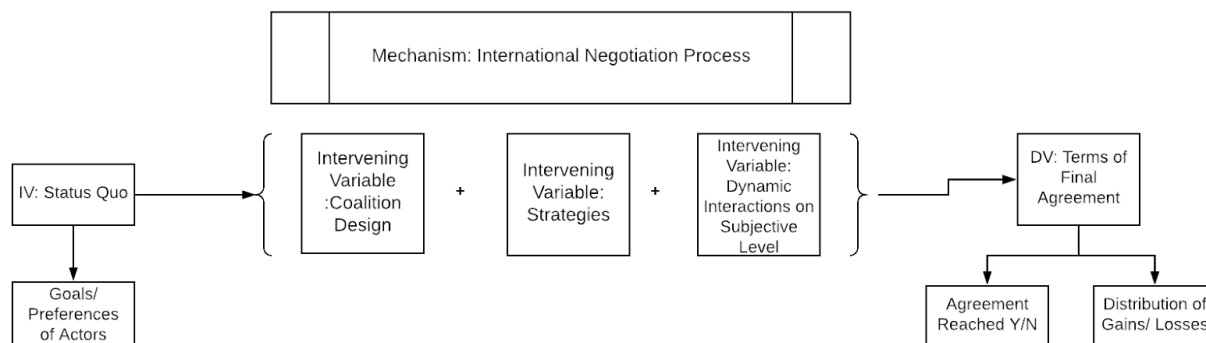 Mechanism: International Negotiation Process
IV: Status Quo
Goals/
Preferences
of Actors
Intervening
Variable
:Coalition
Design
+
Intervening
Variable:
Strategies
+
Intervening
Variable:
Dynamic
Interactions on
Subjective
Level
DV: Terms of
Final
Agreement
Agreement
Reached Y/N
Distribution of
Gains/ Losses